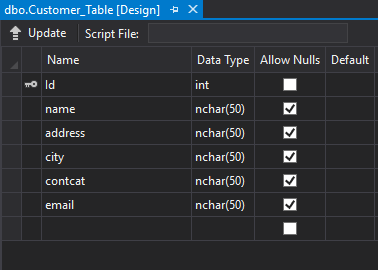 dbo.Customer_Table [Design]
Update Script File:
Name Data Type Allow Nulls Default
Id int
name nchar(50)
address nchar(50)
city nchar(50)
contcat nchar(50)
email nchar(50)